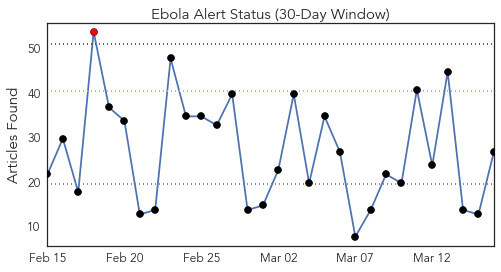 Ebola Alert Status (30-Day Window)
Articles Found
50
40
30
20
10
Feb 15 Feb 20 Feb 25 Mar 02 Mar 07 Mar 12